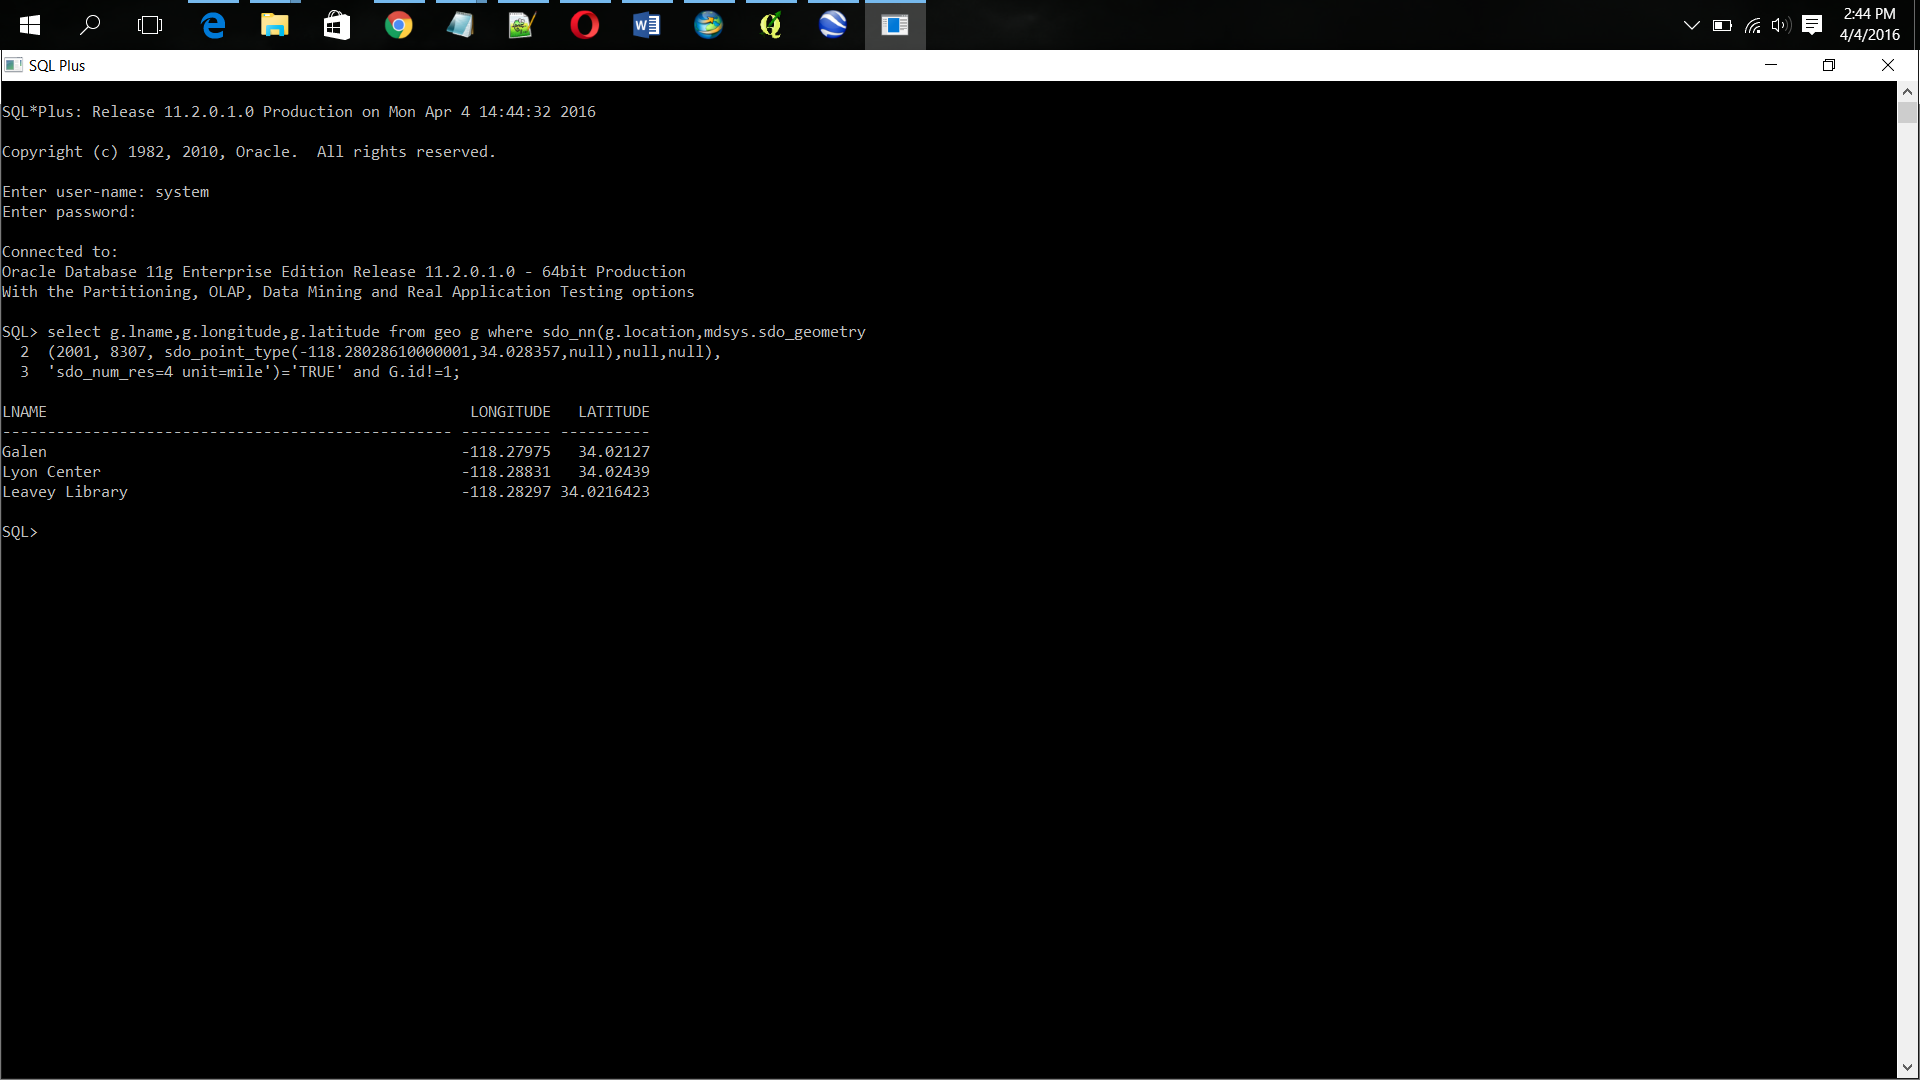 2:44 PM
4/4/2016
SQL Plus
SQL*Plus: Release 11.2.0.1.0 Production on Mon Apr 4 14:44:32 2016
Copyright (c) 1982, 2010, Oracle.  All rights reserved.
Enter user-name: system
Enter password:
Connected to:
Oracle Database 11g Enterprise Edition Release 11.2.0.1.0 - 64bit Production
With the Partitioning, OLAP, Data Mining and Real Application Testing options
SQL> select g.lname,g.longitude,g.latitude from geo g where sdo_nn(g.location,mdsys.sdo_geometry
  2  (2001, 8307, sdo_point_type(-118.28028610000001,34.028357,null),null,null),
  3  'sdo_num_res=4 unit=mile')='TRUE' and G.id!=1;
LNAME                                               LONGITUDE   LATITUDE
-------------------------------------------------- ---------- ----------
Galen                                              -118.27975   34.02127
Lyon Center                                        -118.28831   34.02439
Leavey Library                                     -118.28297 34.0216423
SQL>